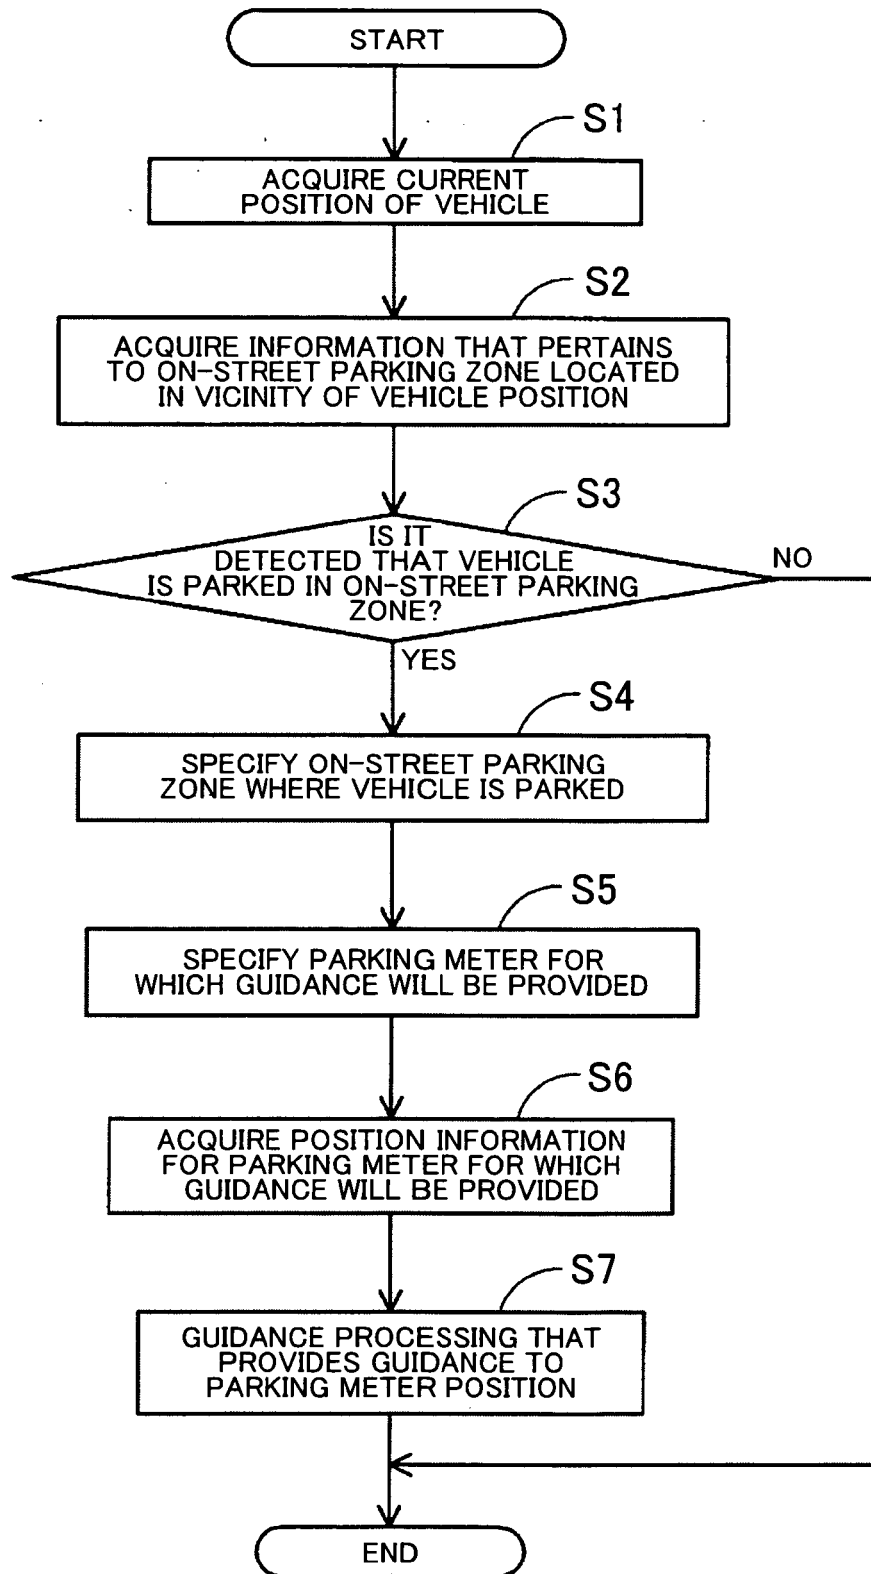 START
S1
ACQUIRE CURRENT
POSITION OF VEHICLE
S2
ACQUIRE INFORMATION THAT PERTAINS
TO ON-STREET PARKING ZONE LOCATED
IN VICINITY OF VEHICLE POSITION
S3
IS IT
DETECTED THAT VEHICLE
IS PARKED IN ON-STREET PARKING
ZONE?
NO
YES
S4
SPECIFY ON-STREET PARKING
ZONE WHERE VEHICLE IS PARKED
S5
SPECIFY PARKING METER FOR
WHICH GUIDANCE WILL BE PROVIDED
S6
ACQUIRE POSITION INFORMATION
FOR PARKING METER FOR WHICH
GUIDANCE WILL BE PROVIDED
S7
GUIDANCE PROCESSING THAT
PROVIDES GUIDANCE TO
PARKING METER POSITION
END